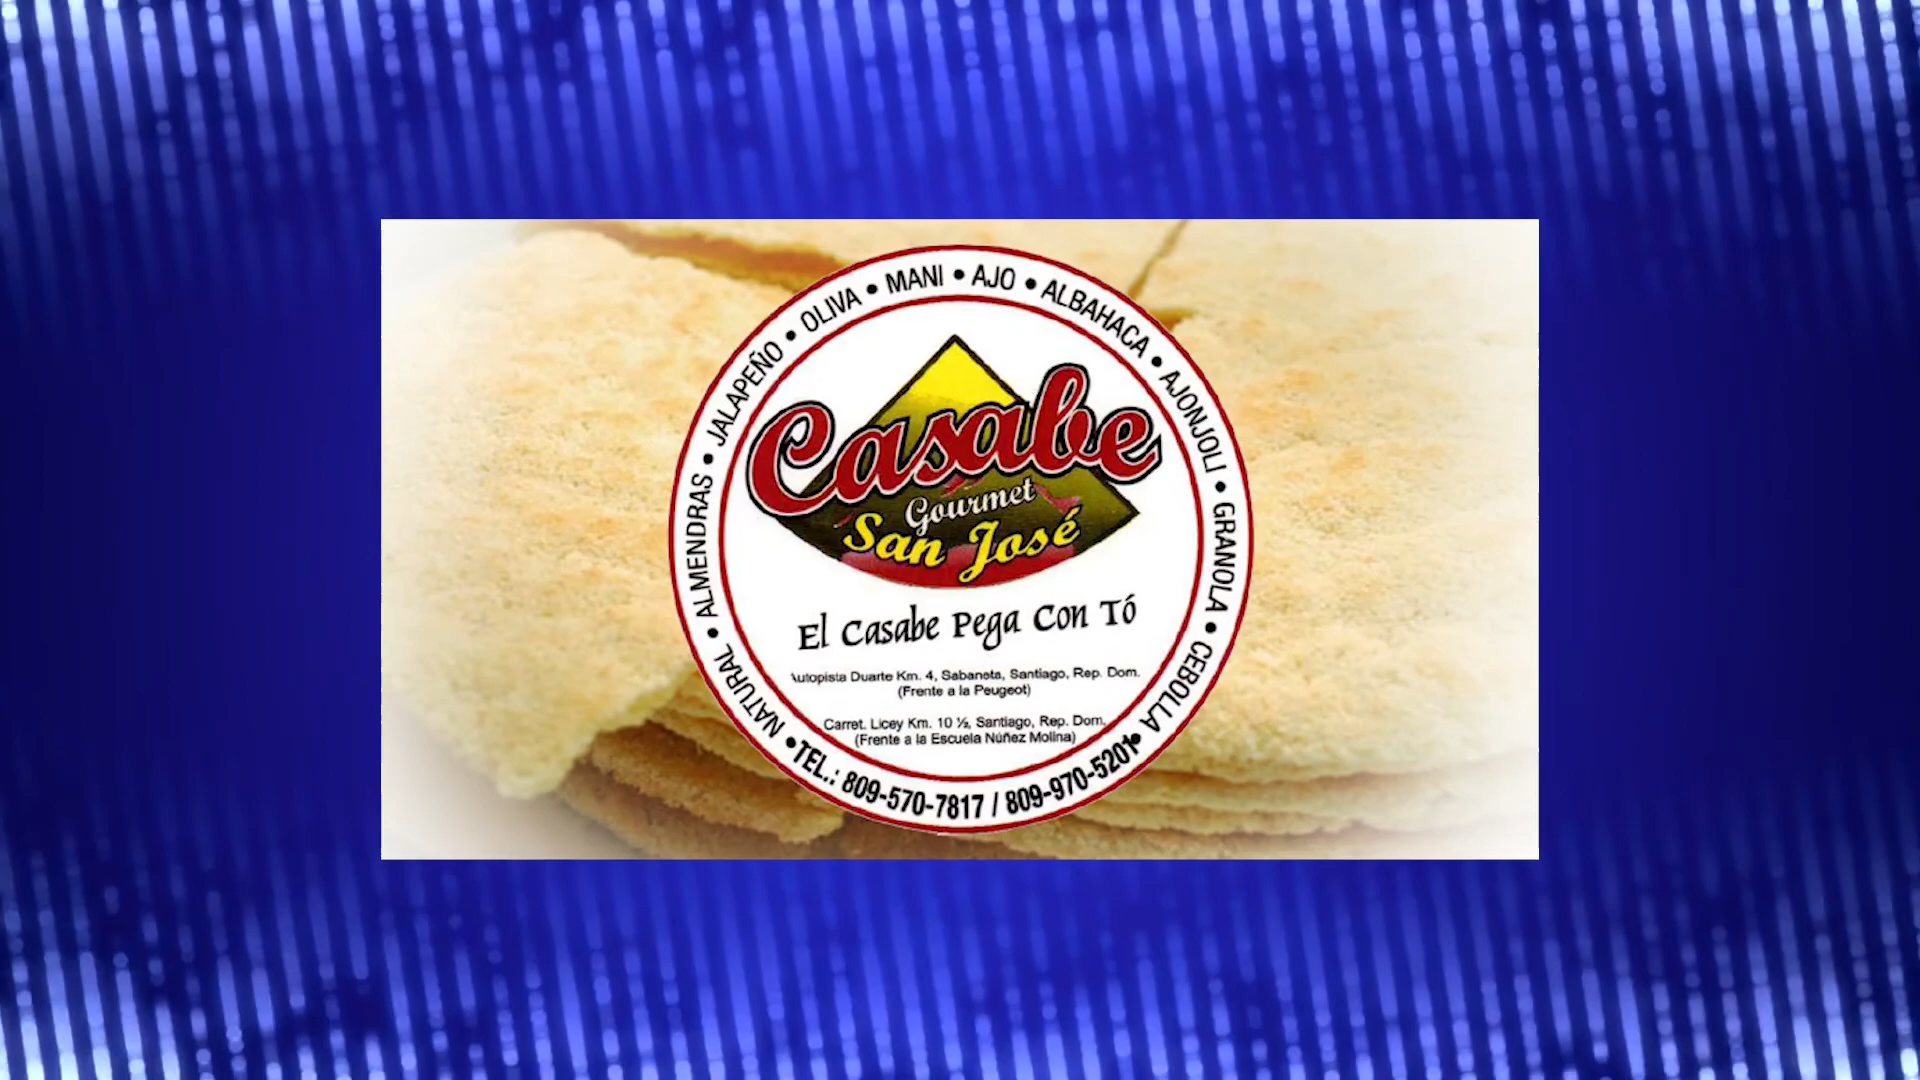 NATURAL • ALMENDRAS • JALAPEÑO • OLIVA • MANI • AJO • ALBAHACA • AJONJOLI • GRANOLA • CEBOLLA
Casabe
Gourmet
San José
El Casabe Pega Con Tó
Autopista Duarte Km. 4, Sabaneta, Santiago, Rep. Dom.
(Frente a la Peugeot)
Carret. Licey Km. 10 ½, Santiago, Rep. Dom.
(Frente a la Escuela Núñez Molina)
•TEL.: 809-570-7817 / 809-970-5201•